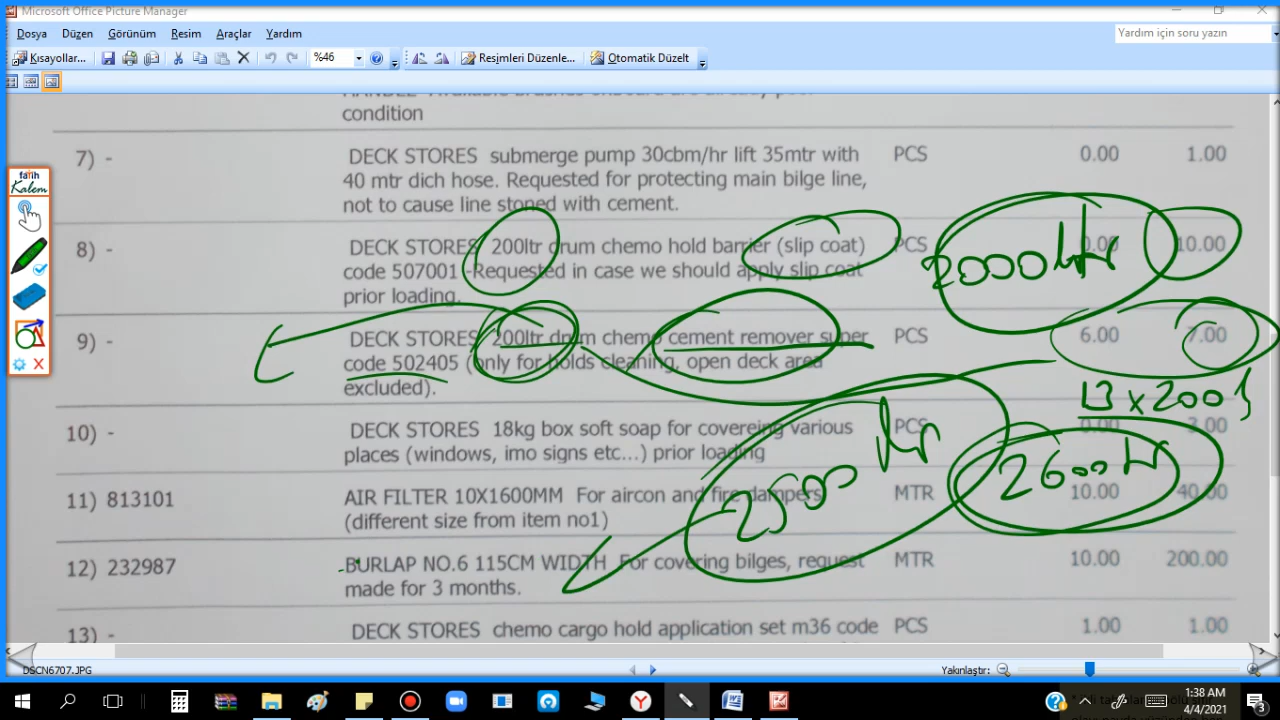 Microsoft Office Picture Manager
Dosya Düzen Görünüm Resim Araçlar Yardım
Yardım için soru yazın
Kısayollar... %46 Resimleri Düzenle... Otomatik Düzelt
condition
fatih
Kalem
7) - DECK STORES submerge pump 30cbm/hr lift 35mtr with PCS 0.00 1.00
40 mtr dich hose. Requested for protecting main bilge line,
not to cause line stoped with cement.
8) - DECK STORES 200ltr drum chemo hold barrier (slip coat) PCS 0.00 10.00
code 507001 -Requested in case we should apply slip coat
prior loading.
2000 ltr
9) - DECK STORES 200ltr drum chemo cement remover super PCS 6.00 7.00
code 502405 (only for holds cleaning, open deck area
excluded).
13 x 200
10) - DECK STORES 18kg box soft soap for covereing various PCS 0.00 3.00
places (windows, imo signs etc...) prior loading
2500 ltr
2600 ltr
11) 813101 AIR FILTER 10X1600MM For aircon and fire dampers MTR 10.00 40.00
(different size from item no1)
12) 232987 BURLAP NO.6 115CM WIDTH For covering bilges, request MTR 10.00 200.00
made for 3 months.
13) - DECK STORES chemo cargo hold application set m36 code PCS 1.00 1.00
DSCN6707.JPG Yakınlaştır:
1:38 AM
4/4/2021
3